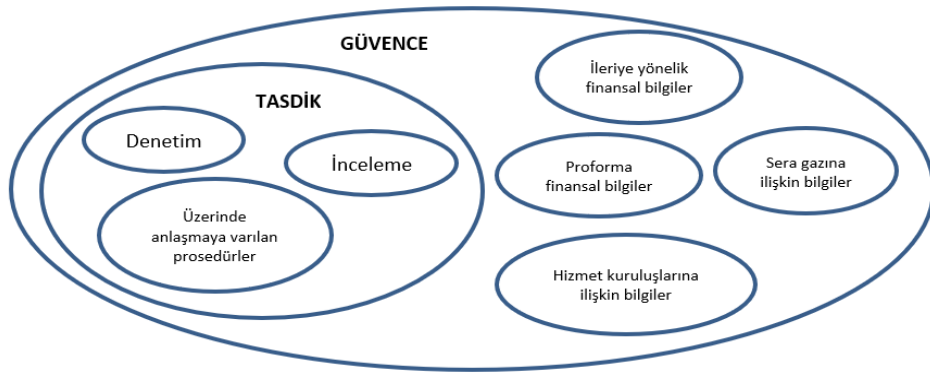 GÜVENCE
TASDİK
Denetim
İnceleme
Üzerinde
anlaşmaya varılan
prosedürler
İleriye yönelik
finansal bilgiler
Proforma
finansal bilgiler
Sera gazına
ilişkin bilgiler
Hizmet kuruluşlarına
ilişkin bilgiler